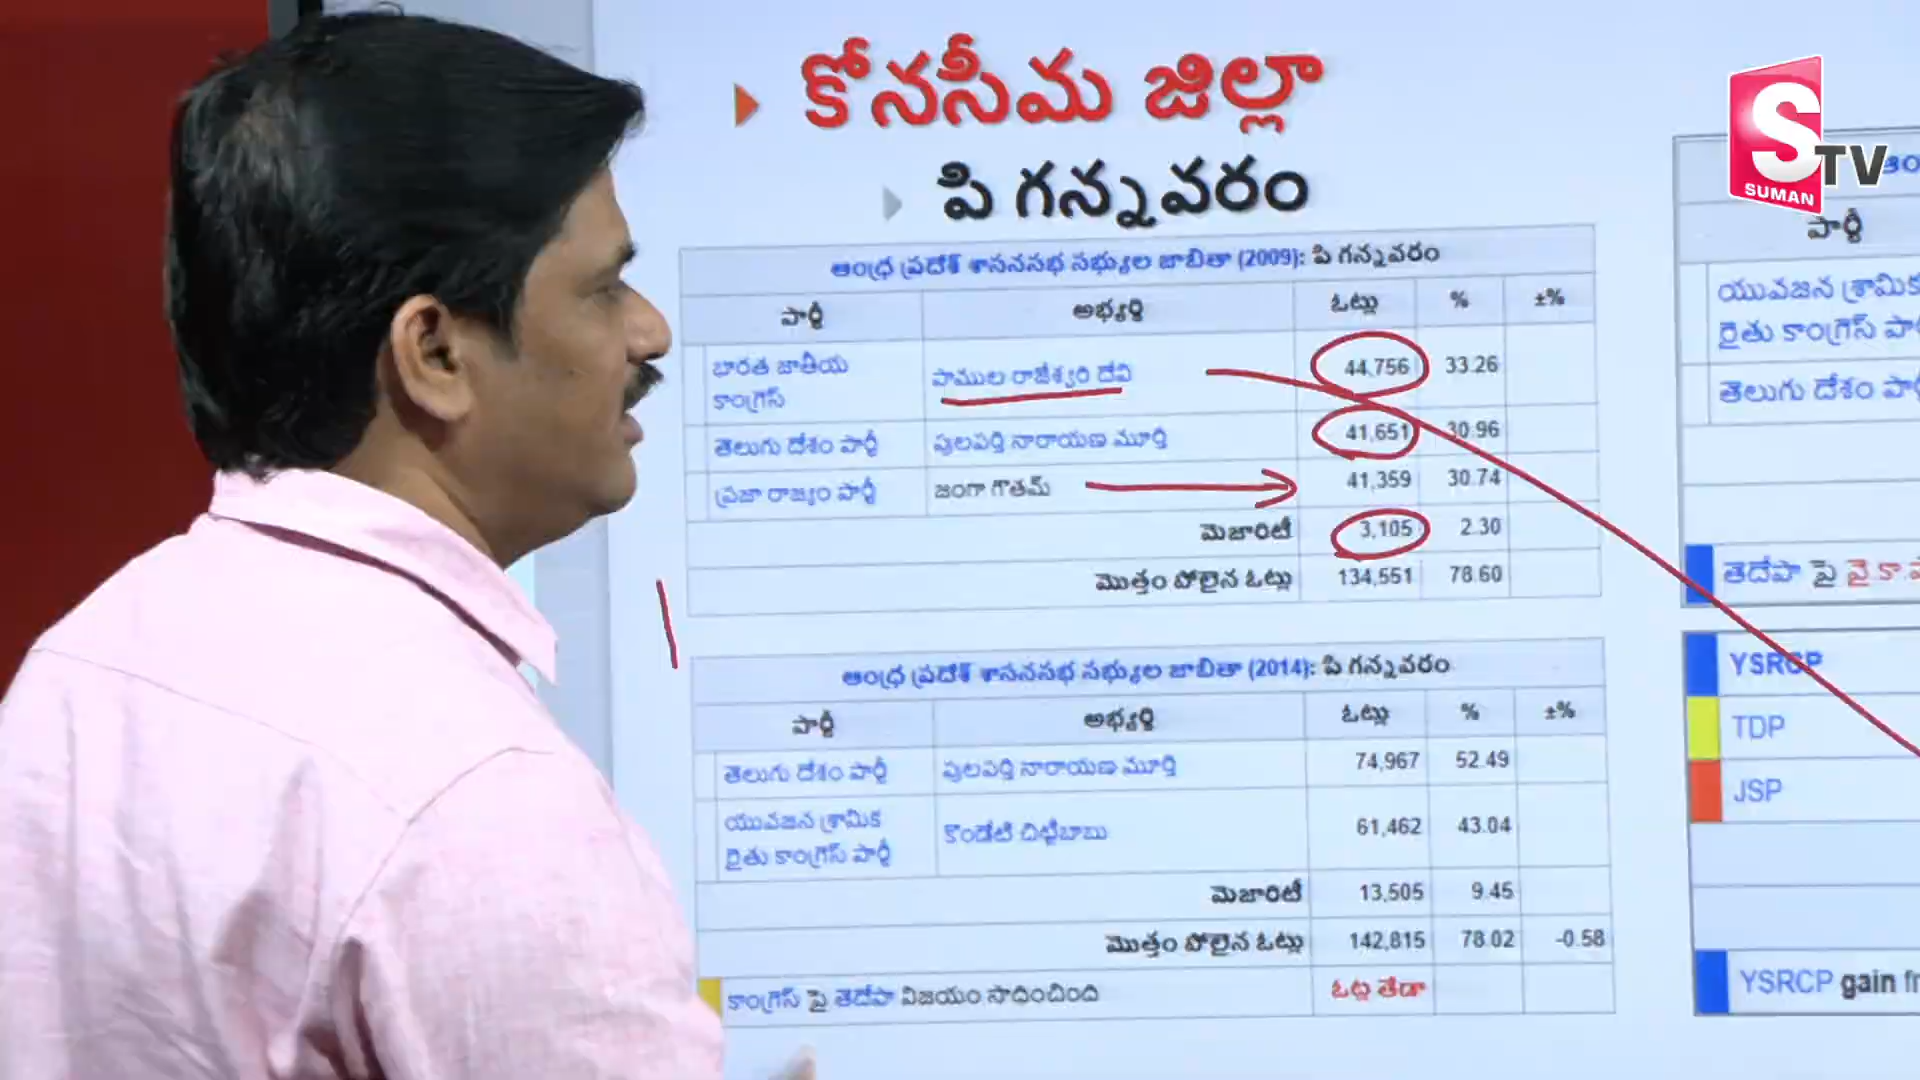 కోనసీమ జిల్లా
పి గన్నవరం
ఆంధ్ర ప్రదేశ్ శాసనసభ సభ్యుల జాబితా (2009): పి గన్నవరం
పార్టీ అభ్యర్థి ఓట్లు % ±%
భారత జాతీయ కాంగ్రెస్ పాముల రాజేశ్వరి దేవి 44,756 33.26
తెలుగు దేశం పార్టీ పులపర్తి నారాయణ మూర్తి 41,651 30.96
ప్రజా రాజ్యం పార్టీ జంగా గౌతమ్ 41,359 30.74
మెజారిటీ 3,105 2.30
మొత్తం పోలైన ఓట్లు 134,551 78.60
ఆంధ్ర ప్రదేశ్ శాసనసభ సభ్యుల జాబితా (2014): పి గన్నవరం
పార్టీ అభ్యర్థి ఓట్లు % ±%
తెలుగు దేశం పార్టీ పులపర్తి నారాయణ మూర్తి 74,967 52.49
యువజన శ్రామిక రైతు కాంగ్రెస్ పార్టీ కొండేటి చిట్టిబాబు 61,462 43.04
మెజారిటీ 13,505 9.45
మొత్తం పోలైన ఓట్లు 142,815 78.02 -0.58
కాంగ్రెస్ పై తెదేపా విజయం సాధించింది ఓట్ల తేడా
S TV
SUMAN
పార్టీ
యువజన శ్రామిక
రైతు కాంగ్రెస్
తెలుగు దేశం
తెదేపా పై వై.కా.
YSRCP
TDP
JSP
YSRCP gain